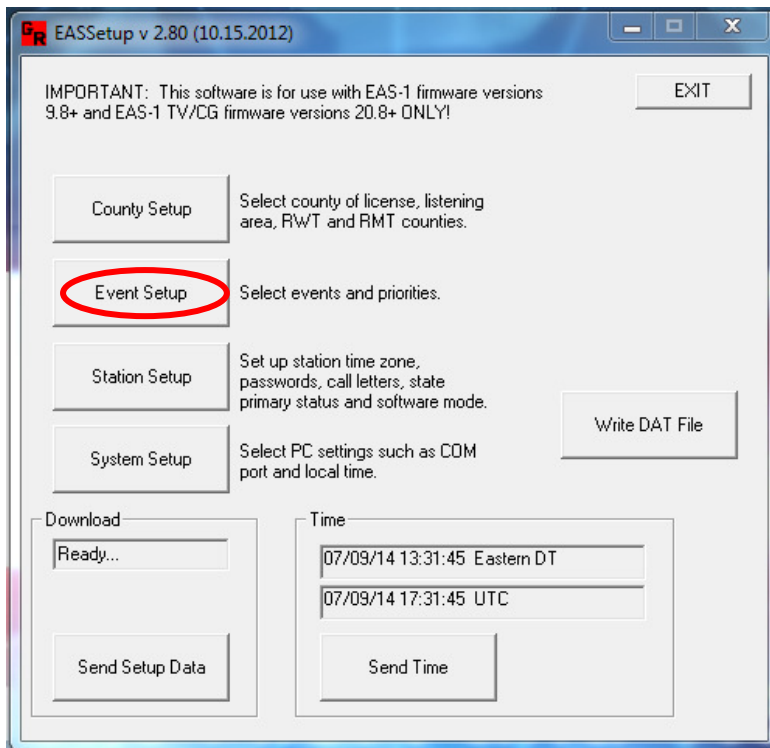 GR EASSetup v 2.80 (10.15.2012)
IMPORTANT: This software is for use with EAS-1 firmware versions
9.8+ and EAS-1 TV/CG firmware versions 20.8+ ONLY!
EXIT
County Setup
Select county of license, listening
area, RWT and RMT counties.
Event Setup
Select events and priorities.
Station Setup
Set up station time zone,
passwords, call letters, state
primary status and software mode.
Write DAT File
System Setup
Select PC settings such as COM
port and local time.
Download
Ready...
Send Setup Data
Time
07/09/14 13:31:45 Eastern DT
07/09/14 17:31:45 UTC
Send Time